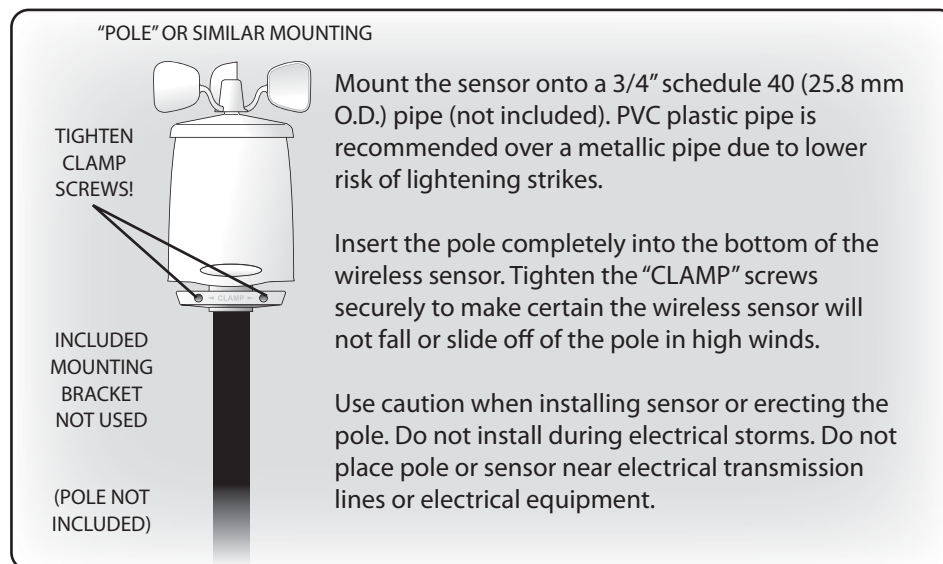 “POLE” OR SIMILAR MOUNTING
TIGHTEN
CLAMP
SCREWS!
CLAMP
INCLUDED
MOUNTING
BRACKET
NOT USED
(POLE NOT
INCLUDED)
Mount the sensor onto a 3/4” schedule 40 (25.8 mm
O.D.) pipe (not included). PVC plastic pipe is
recommended over a metallic pipe due to lower
risk of lightening strikes.
Insert the pole completely into the bottom of the
wireless sensor. Tighten the “CLAMP” screws
securely to make certain the wireless sensor will
not fall or slide off of the pole in high winds.
Use caution when installing sensor or erecting the
pole. Do not install during electrical storms. Do not
place pole or sensor near electrical transmission
lines or electrical equipment.